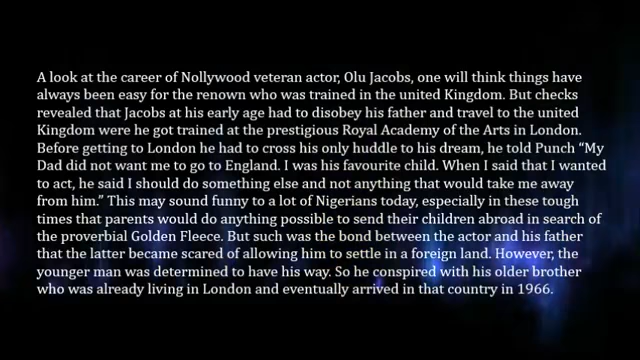 A look at the career of Nollywood veteran actor, Olu Jacobs, one will think things have
always been easy for the renown who was trained in the united Kingdom. But checks
revealed that Jacobs at his early age had to disobey his father and travel to the united
Kingdom were he got trained at the prestigious Royal Academy of the Arts in London.
Before getting to London he had to cross his only huddle to his dream, he told Punch “My
Dad did not want me to go to England. I was his favourite child. When I said that I wanted
to act, he said I should do something else and not anything that would take me away
from him.” This may sound funny to a lot of Nigerians today, especially in these tough
times that parents would do anything possible to send their children abroad in search of
the proverbial Golden Fleece. But such was the bond between the actor and his father
that the latter became scared of allowing him to settle in a foreign land. However, the
younger man was determined to have his way. So he conspired with his older brother
who was already living in London and eventually arrived in that country in 1966.